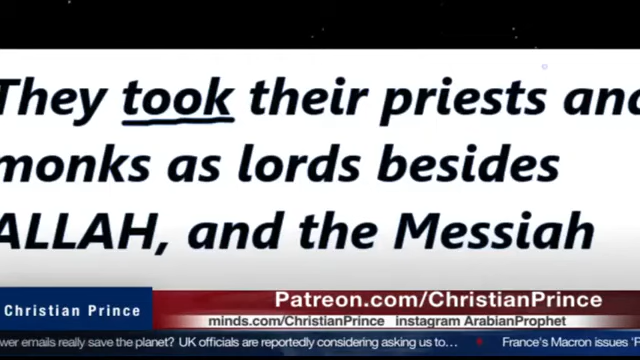 They took their priests and
monks as lords besides
ALLAH, and the Messiah
Christian Prince
Patreon.com/ChristianPrince
minds.com/ChristianPrince instagram ArabianProphet
wer emails really save the planet? UK officials are reportedly considering asking us to... France's Macron issues 'F